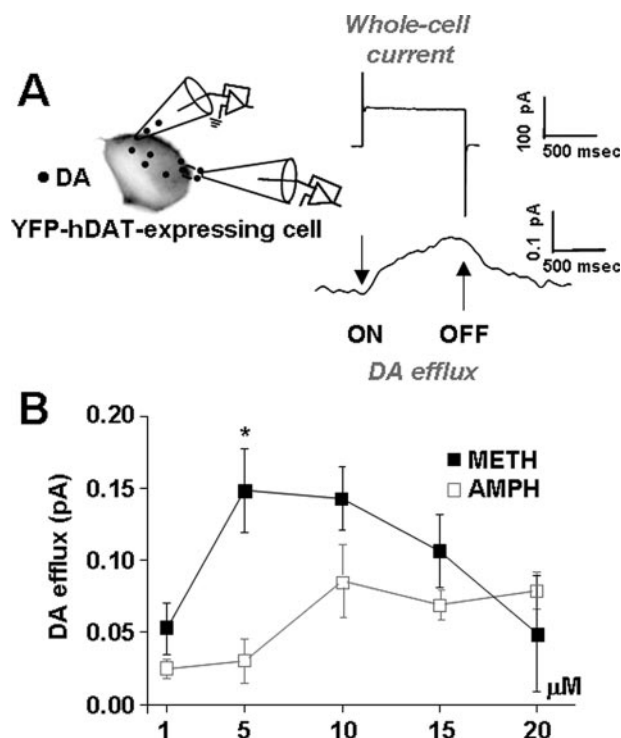 A
Whole-cell
current
100 pA
500 msec
• DA
YFP-hDAT-expressing cell
0.1 pA
500 msec
ON OFF
DA efflux
B
DA efflux (pA)
0.20
0.15
0.10
0.05
0.00
*
METH
AMPH
μM
1 5 10 15 20